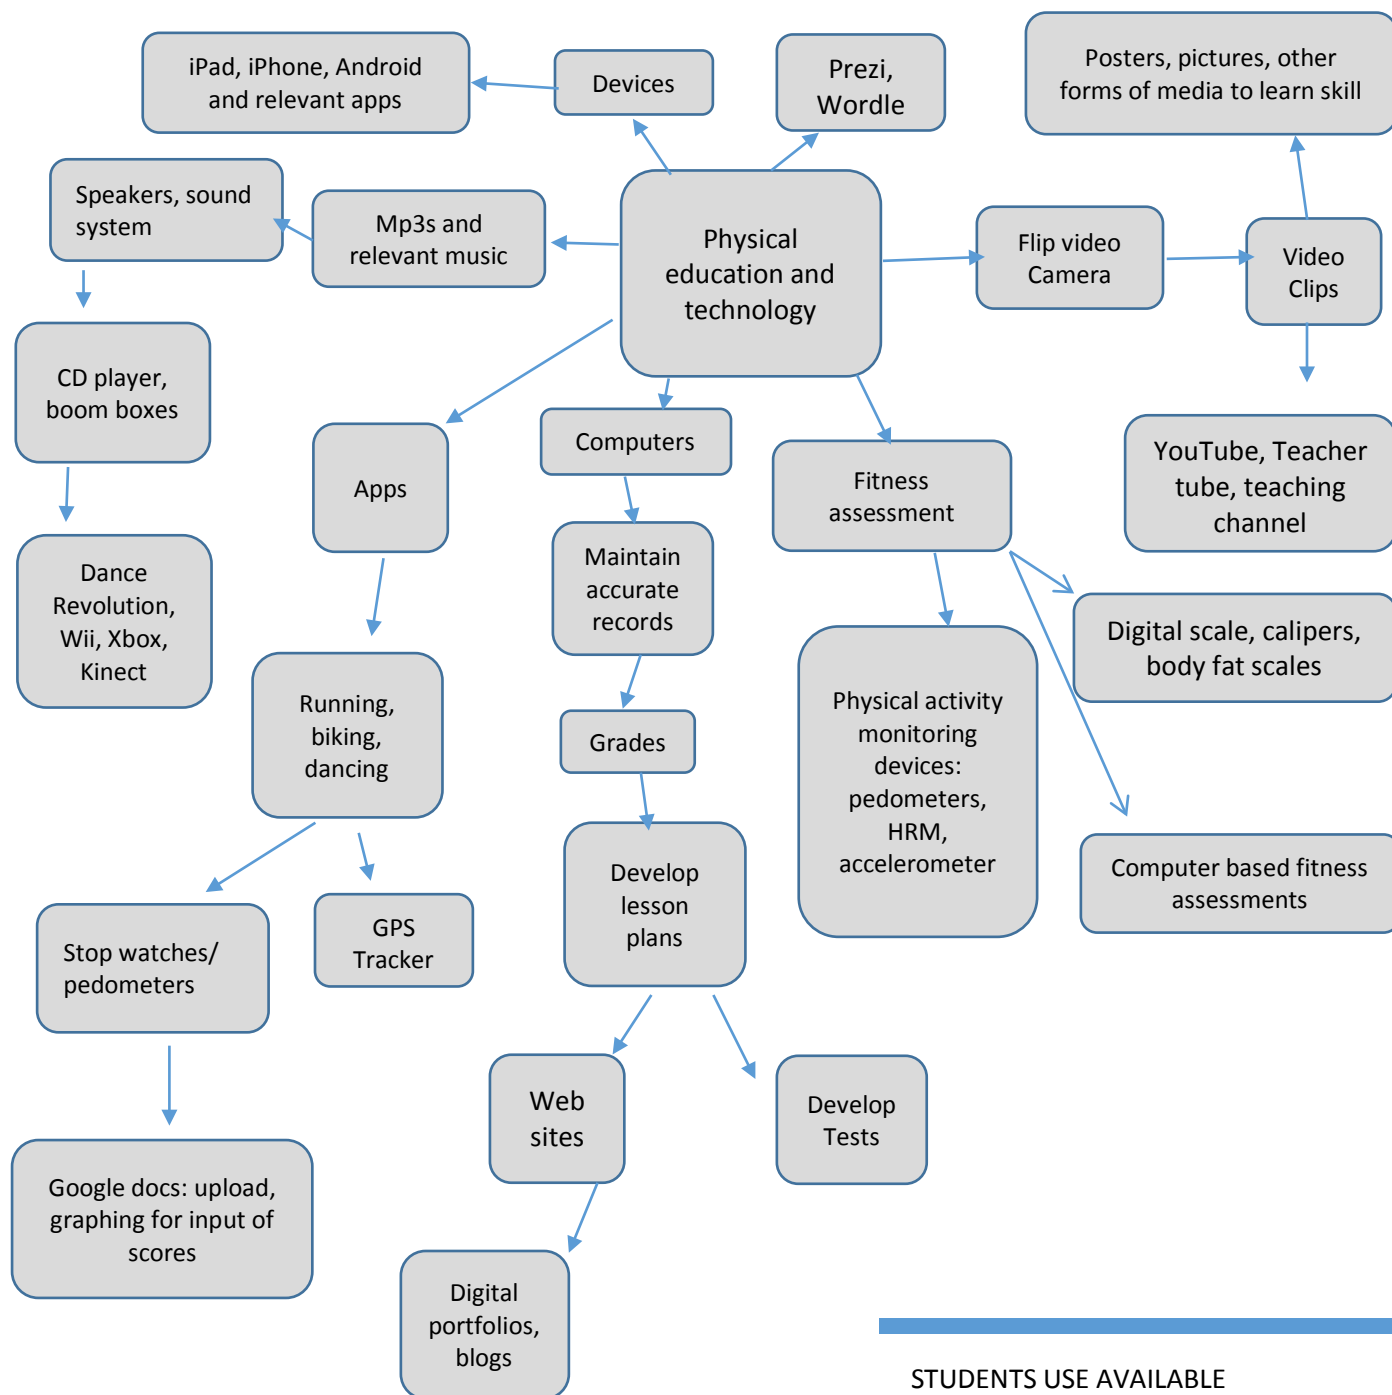 iPad, iPhone, Android
and relevant apps
Devices
Prezi,
Wordle
Posters, pictures, other
forms of media to learn skill
Speakers, sound
system
Mp3s and
relevant music
Physical
education and
technology
Flip video
Camera
Video
Clips
CD player,
boom boxes
Apps
Computers
Fitness
assessment
YouTube, Teacher
tube, teaching
channel
Dance
Revolution,
Wii, Xbox,
Kinect
Maintain
accurate
records
Digital scale, calipers,
body fat scales
Running,
biking,
dancing
Grades
Physical activity
monitoring
devices:
pedometers,
HRM,
accelerometer
Computer based fitness
assessments
Develop
lesson
plans
Stop watches/
pedometers
GPS
Tracker
Web
sites
Develop
Tests
Google docs: upload,
graphing for input of
scores
Digital
portfolios,
blogs
STUDENTS USE AVAILABLE